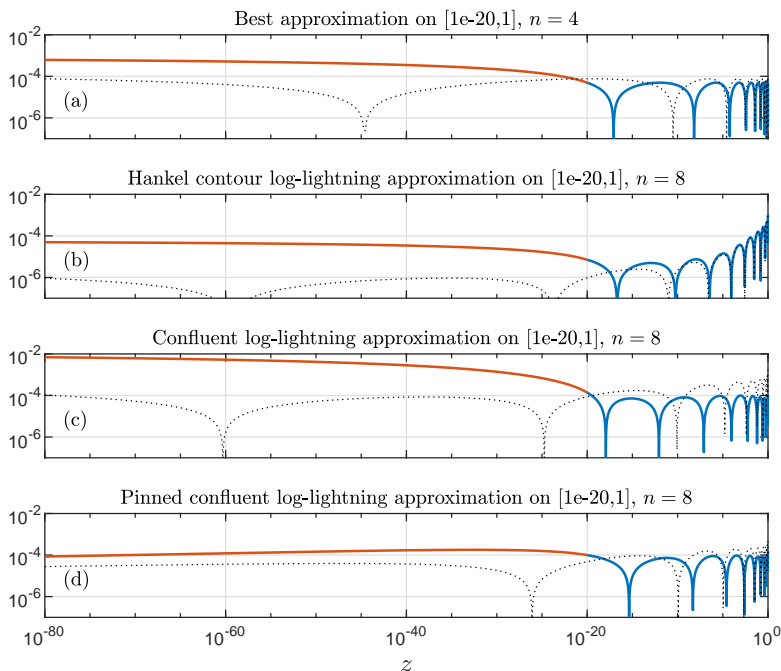 Best approximation on [1e-20,1], n = 4
10^-2
10^-4
10^-6
(a)
Hankel contour log-lightning approximation on [1e-20,1], n = 8
10^-2
10^-4
10^-6
(b)
Confluent log-lightning approximation on [1e-20,1], n = 8
10^-2
10^-4
10^-6
(c)
Pinned confluent log-lightning approximation on [1e-20,1], n = 8
10^-2
10^-4
10^-6
(d)
10^-80 10^-60 10^-40 10^-20 10^0
z